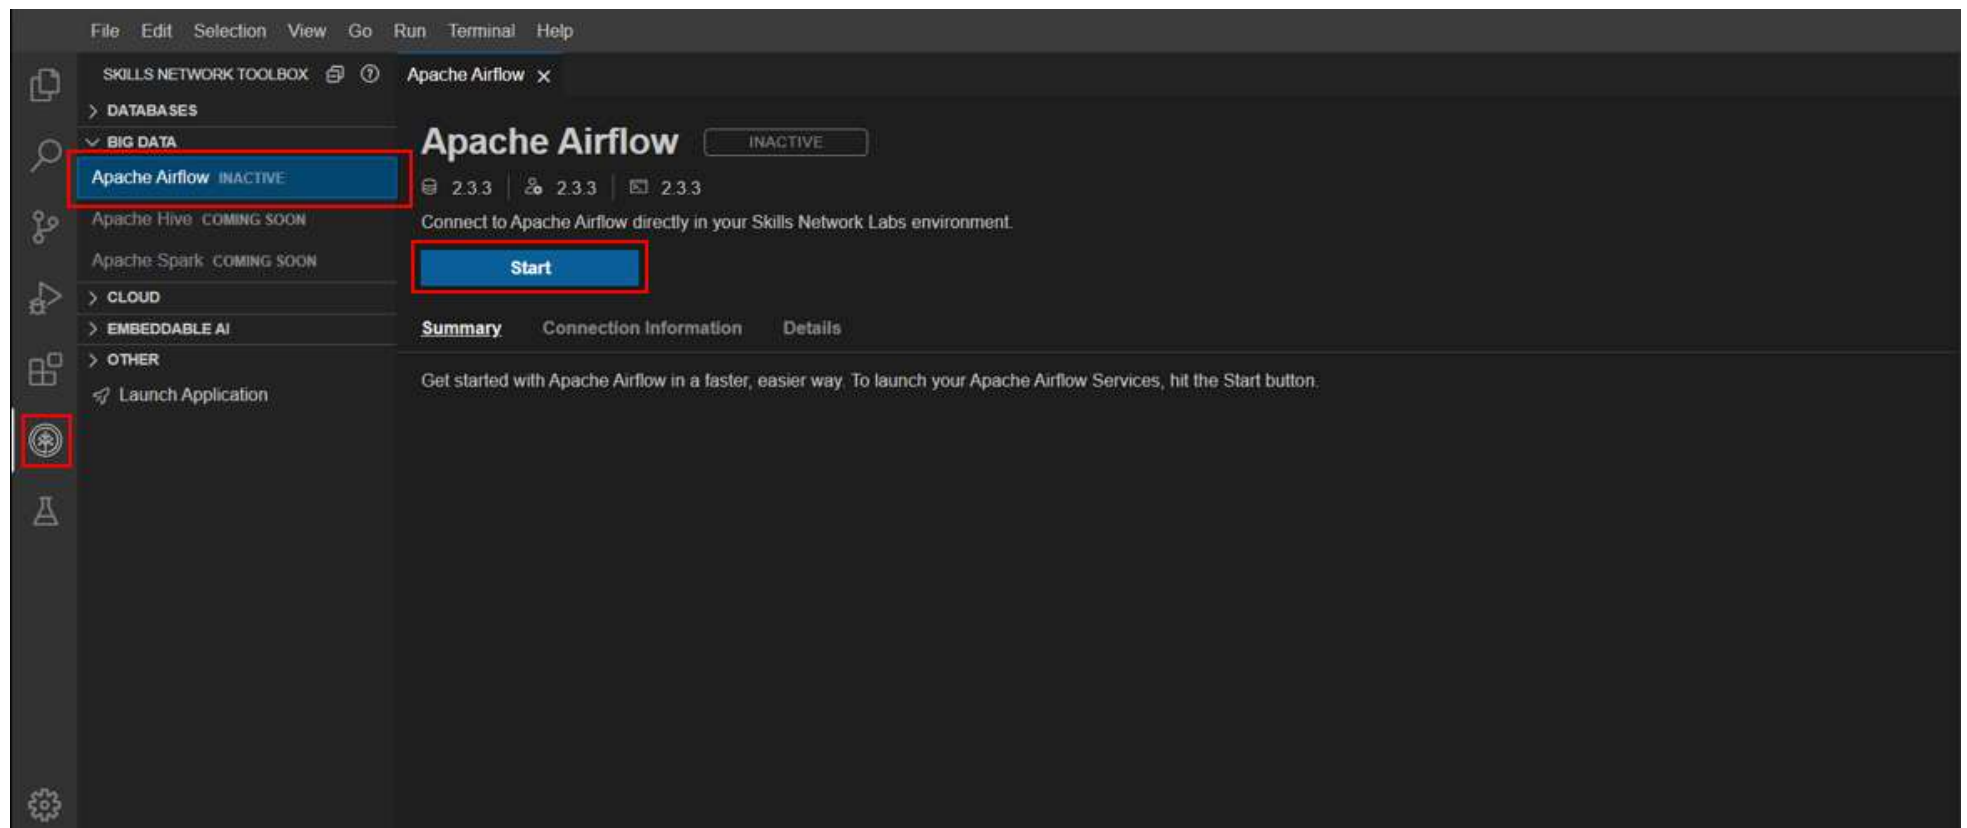 File Edit Selection View Go Run Terminal Help
SKILLS NETWORK TOOLBOX
DATABASES
BIG DATA
Apache Airflow INACTIVE
Apache Hive COMING SOON
Apache Spark COMING SOON
CLOUD
EMBEDDABLE AI
OTHER
Launch Application
Apache Airflow
Apache Airflow INACTIVE
2.3.3 2.3.3 2.3.3
Connect to Apache Airflow directly in your Skills Network Labs environment.
Start
Summary Connection Information Details
Get started with Apache Airflow in a faster, easier way. To launch your Apache Airflow Services, hit the Start button.